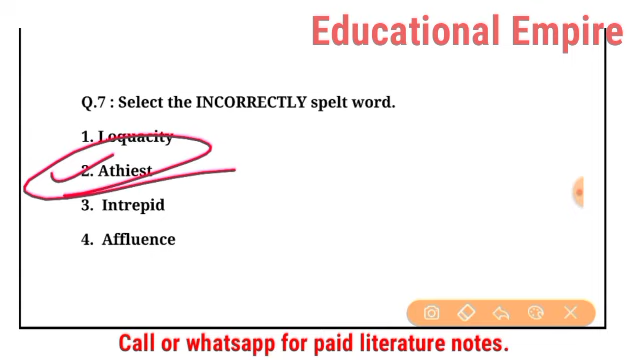 Educational Empire
Q.7 : Select the INCORRECTLY spelt word.
1. Loquacity
2. Athiest
3. Intrepid
4. Affluence
Call or whatsapp for paid literature notes.